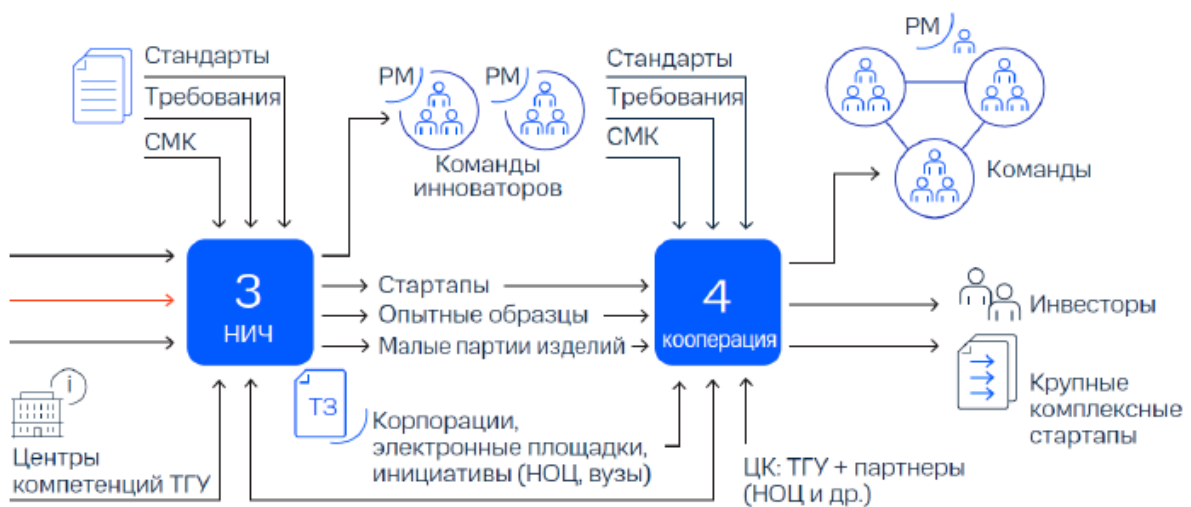 Стандарты
Требования
СМК
РМ
РМ
Команды
инноваторов
Стандарты
Требования
СМК
РМ
Команды
3
НИЧ
Стартапы
Опытные образцы
Малые партии изделий
4
кооперация
Инвесторы
Крупные
комплексные
стартапы
i
Центры
компетенций ТГУ
ТЗ
Корпорации,
электронные площадки,
инициативы (НОЦ, вузы)
ЦК: ТГУ + партнеры
(НОЦ и др.)